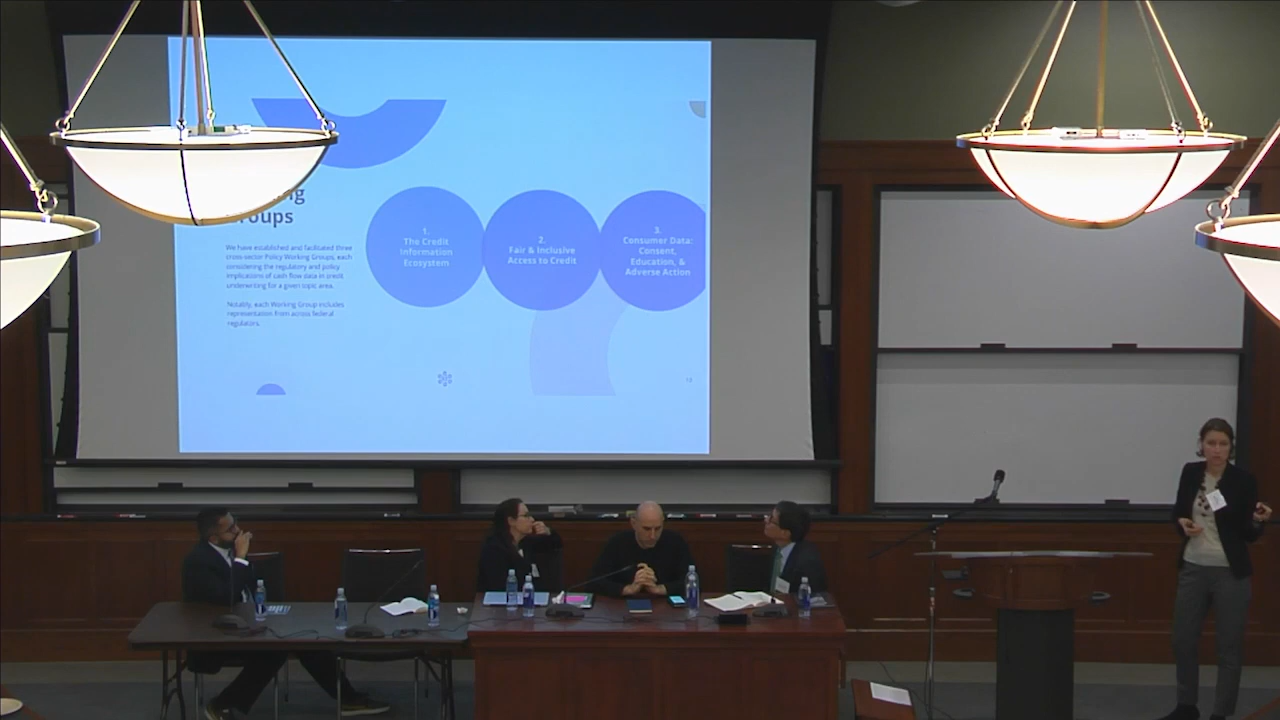 Groups
We have established and facilitated three
cross-sector Policy Working Groups, each
considering the regulatory and policy
implications of cash flow data in credit
underwriting for a given topic area.
Notably, each Working Group includes
representation from across federal
regulators.
1.
The Credit
Information
Ecosystem
2.
Fair & Inclusive
Access to Credit
3.
Consumer Data:
Consent,
Education, &
Adverse Action